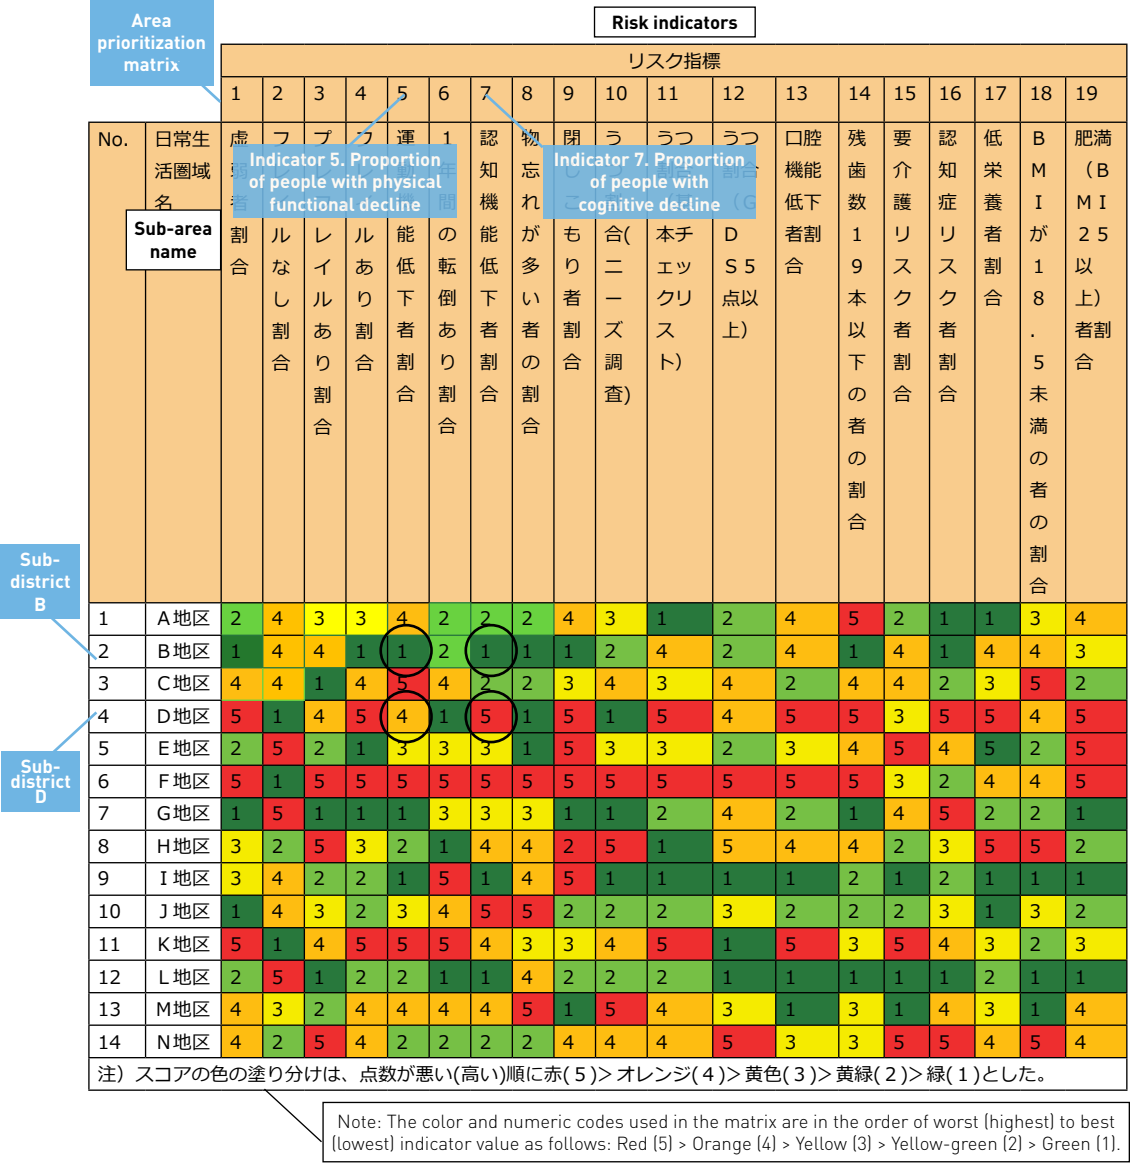 Area
prioritization
matrix
Risk indicators
リスク指標
1 2 3 4 5 6 7 8 9 10 11 12 13 14 15 16 17 18 19
No.
日常生活圏域名
Sub-area
name
虚弱者割合
フルなし割合
プレイルあり割合
フルあり割合
運能低下者割合
1年間の転倒あり割合
認知機能低下者割合
物忘れが多い者の割合
閉じこもり者割合
うつ合(ニーズ調査)
うつ本チェックリスト)
うつ割合(GDS5点以上)
口腔機能低下者割合
残歯数19本以下の者の割合
要介護リスク者割合
認知症リスク者割合
低栄養者割合
BMIが18.5未満の者の割合
肥満(BMI25以上)者割合
Indicator 5. Proportion
of people with physical
functional decline
Indicator 7. Proportion
of people with
cognitive decline
Sub-
district
B
Sub-
district
D
1 A地区 2 4 3 3 4 2 2 2 4 3 1 2 4 5 2 1 1 3 4
2 B地区 1 4 4 1 1 2 1 1 1 2 4 2 4 1 4 1 4 4 3
3 C地区 4 4 1 4 5 4 2 2 3 4 3 4 2 4 4 2 3 5 2
4 D地区 5 1 4 5 4 1 5 1 5 1 5 4 5 5 3 5 5 4 5
5 E地区 2 5 2 1 3 3 3 1 5 3 3 2 3 4 5 4 5 2 5
6 F地区 5 1 5 5 5 5 5 5 5 5 5 5 5 5 3 2 4 4 5
7 G地区 1 5 1 1 1 3 3 3 1 1 2 4 2 1 4 5 2 2 1
8 H地区 3 2 5 3 2 1 4 4 2 5 1 5 4 4 2 3 5 5 2
9 I地区 3 4 2 2 1 5 1 4 5 1 1 1 1 2 1 2 1 1 1
10 J地区 1 4 3 2 3 4 5 5 2 2 2 3 2 2 2 3 1 3 2
11 K地区 5 1 4 5 5 5 4 3 3 4 5 1 5 3 5 4 3 2 3
12 L地区 2 5 1 2 2 1 1 4 2 2 2 1 1 1 1 1 2 1 1
13 M地区 4 3 2 4 4 4 4 5 1 5 4 3 1 3 1 4 3 1 4
14 N地区 4 2 5 4 2 2 2 2 4 4 4 5 3 3 5 5 4 5 4
注）スコアの色の塗り分けは、点数が悪い(高い)順に赤(5)＞オレンジ(4)＞黄色(3)＞黄緑(2)＞緑(1)とした。
Note: The color and numeric codes used in the matrix are in the order of worst (highest) to best
(lowest) indicator value as follows: Red (5) > Orange (4) > Yellow (3) > Yellow-green (2) > Green (1).